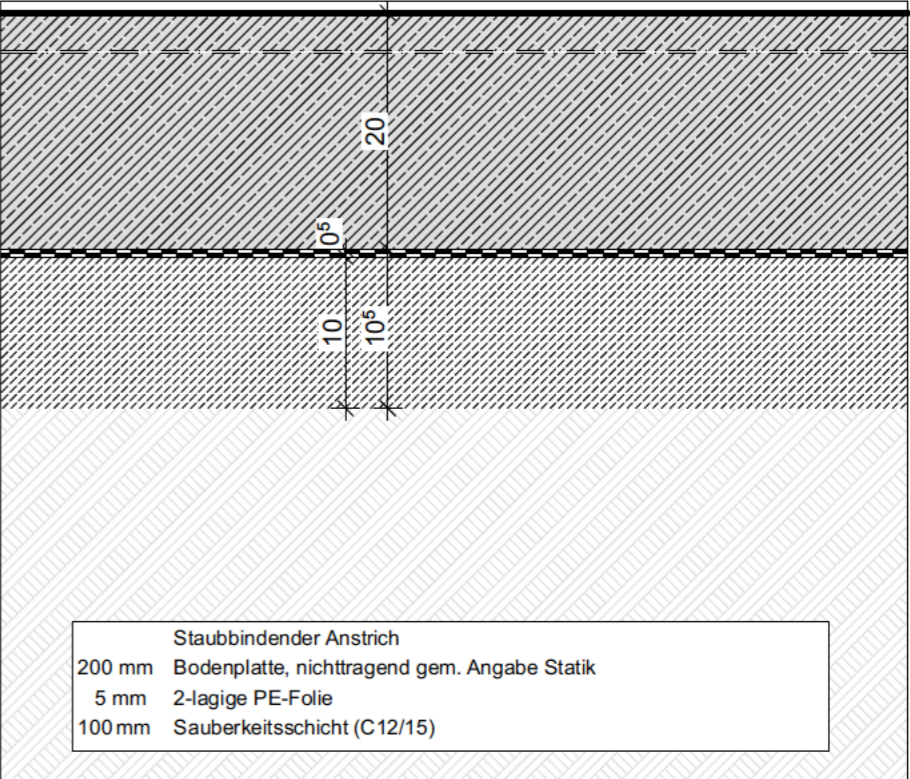 20
0⁵
10
10⁵
Staubbindender Anstrich
200 mm Bodenplatte, nichttragend gem. Angabe Statik
5 mm 2-lagige PE-Folie
100 mm Sauberkeitsschicht (C12/15)